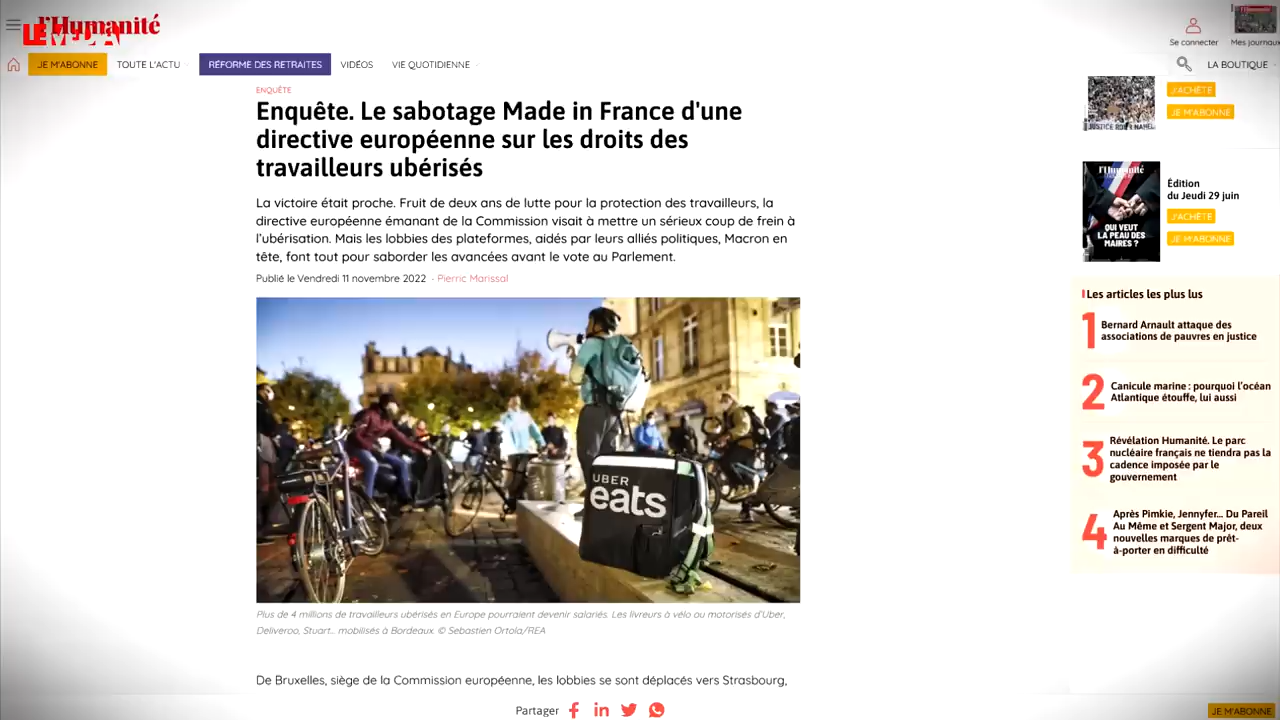 l'Humanité
LE MEDIA
Se connecter
Mes journaux
JE M'ABONNE
TOUTE L'ACTU
RÉFORME DES RETRAITES
VIDÉOS
VIE QUOTIDIENNE
LA BOUTIQUE
ENQUÊTE
Enquête. Le sabotage Made in France d'une
directive européenne sur les droits des
travailleurs ubérisés
La victoire était proche. Fruit de deux ans de lutte pour la protection des travailleurs, la
directive européenne émanant de la Commission visait à mettre un sérieux coup de frein à
l'ubérisation. Mais les lobbies des plateformes, aidés par leurs alliés politiques, Macron en
tête, font tout pour saborder les avancées avant le vote au Parlement.
Publié le Vendredi 11 novembre 2022 - Pierric Marissal
UBER
eats
Plus de 4 millions de travailleurs ubérisés en Europe pourraient devenir salariés. Les livreurs à vélo ou motorisés d'Uber,
Deliveroo, Stuart... mobilisés à Bordeaux. © Sebastien Ortola/REA
De Bruxelles, siège de la Commission européenne, les lobbies se sont déplacés vers Strasbourg,
Partager
J'ACHÈTE
JE M'ABONNE
l'Humanité
QUI VEUT
LA PEAU DES
MAIRES ?
Édition
du Jeudi 29 juin
J'ACHÈTE
JE M'ABONNE
Les articles les plus lus
1
Bernard Arnault attaque des
associations de pauvres en justice
2
Canicule marine : pourquoi l'océan
Atlantique étouffe, lui aussi
3
Révélation Humanité. Le parc
nucléaire français ne tiendra pas la
cadence imposée par le
gouvernement
4
Après Pimkie, Jennyfer... Du Pareil
Au Même et Sergent Major, deux
nouvelles marques de prêt-
à-porter en difficulté
JE M'ABONNE